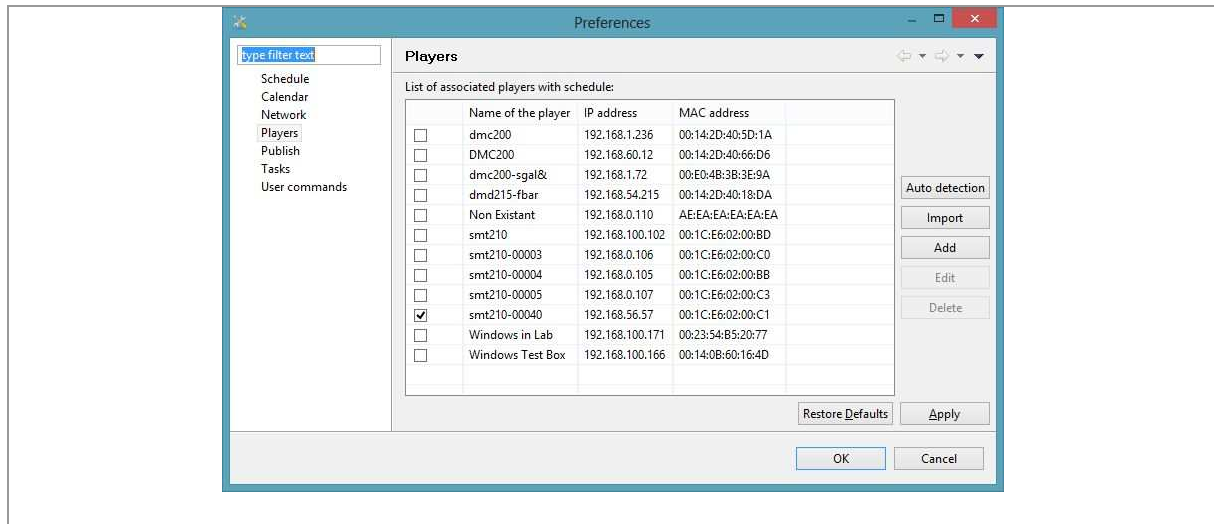 Preferences
type filter text
Schedule
Calendar
Network
Players
Publish
Tasks
User commands
Players
List of associated players with schedule:
Name of the player IP address MAC address
dmc200 192.168.1.236 00:14:2D:40:5D:1A
DMC200 192.168.60.12 00:14:2D:40:66:D6
dmc200-sgal& 192.168.1.72 00:E0:4B:3B:3E:9A
dmd215-fbar 192.168.54.215 00:14:2D:40:18:DA
Non Existant 192.168.0.110 AE:EA:EA:EA:EA:EA
smt210 192.168.100.102 00:1C:E6:02:00:BD
smt210-00003 192.168.0.106 00:1C:E6:02:00:C0
smt210-00004 192.168.0.105 00:1C:E6:02:00:BB
smt210-00005 192.168.0.107 00:1C:E6:02:00:C3
smt210-00040 192.168.56.57 00:1C:E6:02:00:C1
Windows in Lab 192.168.100.171 00:23:54:B5:20:77
Windows Test Box 192.168.100.166 00:14:0B:60:16:4D
Auto detection
Import
Add
Edit
Delete
Restore Defaults
Apply
OK
Cancel